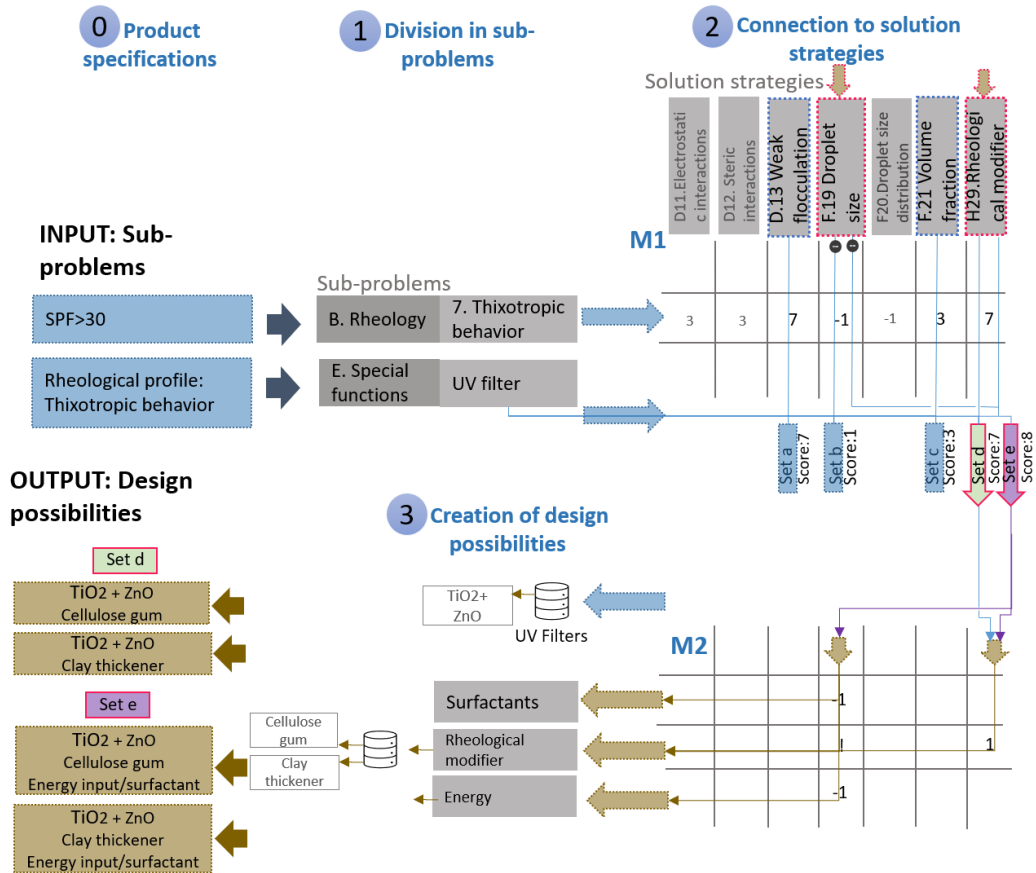 0 Product
specifications
1 Division in sub-
problems
2 Connection to solution
strategies
Solution strategies
D11.Electrostati
c interactions
D12. Steric
interactions
D.13 Weak
flocculation
F.19 Droplet
size
F20.Droplet size
distribution
F.21 Volume
fraction
H29.Rheologi
cal modifier
M1
INPUT: Sub-
problems
Sub-problems
SPF>30
B. Rheology
7. Thixotropic
behavior
3 3 7 -1 -1 3 7
Rheological profile:
Thixotropic behavior
E. Special
functions
UV filter
Set a
Score:7
Set b
Score:1
Set c
Score:3
Set d
Score:7
Set e
Score:8
OUTPUT: Design
possibilities
3 Creation of design
possibilities
Set d
TiO2 + ZnO
Cellulose gum
TiO2 + ZnO
Clay thickener
TiO2+
ZnO
UV Filters
M2
Surfactants
-1
Set e
TiO2 + ZnO
Cellulose gum
Energy input/surfactant
TiO2 + ZnO
Clay thickener
Energy input/surfactant
Cellulose
gum
Clay
thickener
Rheological
modifier
! 1
Energy
-1